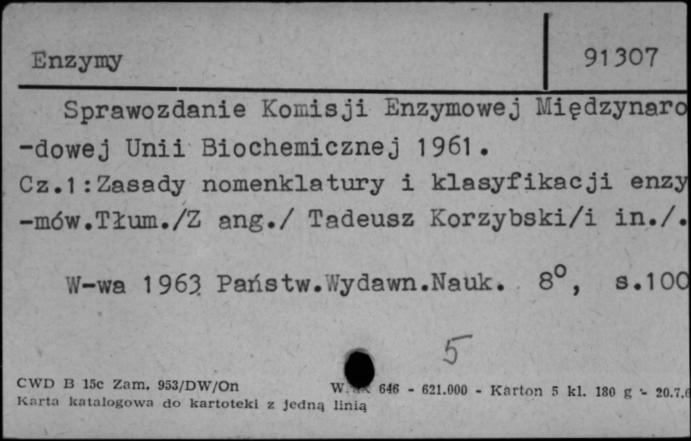 Enzymy 91307
Sprawozdanie Komisji Enzymowej Międzynaro
-dowej Unii Biochemicznej 1961.
Cz.1:Zasady nomenklatury i klasyfikacji enzy
-mów.Tłum./Z ang./ Tadeusz Korzybski/i in./.
W-wa 1963 Państw.Wydawn.Nauk. 8°, s.100
5
CWD B 15c Zam. 953/DW/On 646 - 621.000 - Karton 5 kl. 180 g - 20.7.
Karta katalogowa do kartoteki z jedną linią